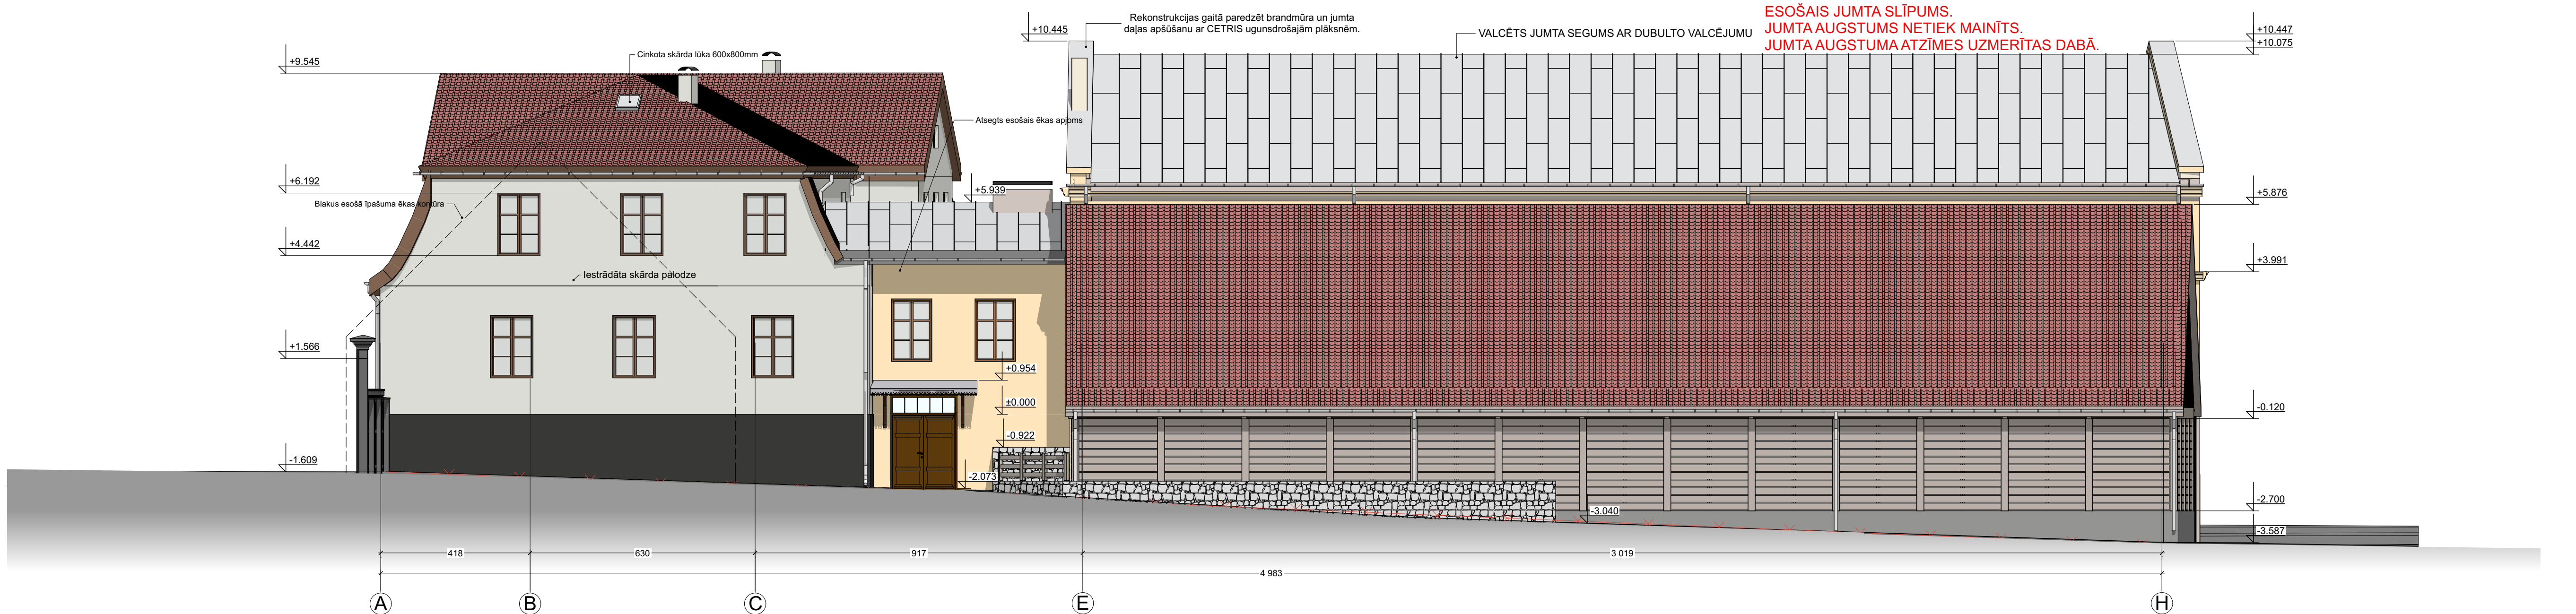 ESOŠAIS JUMTA SLĪPUMS.
JUMTA AUGSTUMS NETIEK MAINĪTS.
JUMTA AUGSTUMA ATZĪMES UZMERĪTAS DABĀ.
Rekonstrukcijas gaitā paredzēt brandmūra un jumta
daļas apšūšanu ar CETRIS ugunsdrošajām plāksnēm.
VALCĒTS JUMTA SEGUMS AR DUBULTO VALCĒJUMU
+10.445
+10.447
+10.075
Cinkota skārda lūka 600x800mm
+9.545
Atsegts esošais ēkas apjoms
+6.192
+5.939
+5.876
Blakus esošā īpašuma ēkas kontūra
+4.442
+3.991
Iestrādāta skārda palodze
+1.566
+0.954
±0.000
-0.120
-0.922
-1.609
-2.073
-2.700
-3.040
-3.587
418
630
917
3 019
4 983
A
B
C
E
H